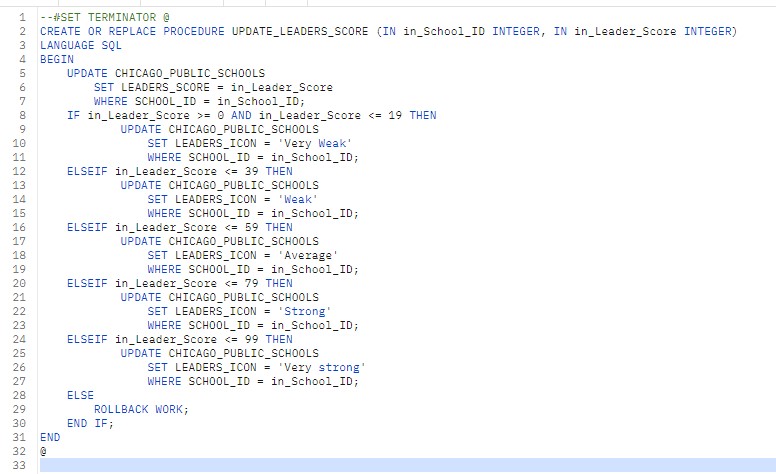 1 --#SET TERMINATOR @
2 CREATE OR REPLACE PROCEDURE UPDATE_LEADERS_SCORE (IN in_School_ID INTEGER, IN in_Leader_Score INTEGER)
3 LANGUAGE SQL
4 BEGIN
5 UPDATE CHICAGO_PUBLIC_SCHOOLS
6 SET LEADERS_SCORE = in_Leader_Score
7 WHERE SCHOOL_ID = in_School_ID;
8 IF in_Leader_Score >= 0 AND in_Leader_Score <= 19 THEN
9 UPDATE CHICAGO_PUBLIC_SCHOOLS
10 SET LEADERS_ICON = 'Very Weak'
11 WHERE SCHOOL_ID = in_School_ID;
12 ELSEIF in_Leader_Score <= 39 THEN
13 UPDATE CHICAGO_PUBLIC_SCHOOLS
14 SET LEADERS_ICON = 'Weak'
15 WHERE SCHOOL_ID = in_School_ID;
16 ELSEIF in_Leader_Score <= 59 THEN
17 UPDATE CHICAGO_PUBLIC_SCHOOLS
18 SET LEADERS_ICON = 'Average'
19 WHERE SCHOOL_ID = in_School_ID;
20 ELSEIF in_Leader_Score <= 79 THEN
21 UPDATE CHICAGO_PUBLIC_SCHOOLS
22 SET LEADERS_ICON = 'Strong'
23 WHERE SCHOOL_ID = in_School_ID;
24 ELSEIF in_Leader_Score <= 99 THEN
25 UPDATE CHICAGO_PUBLIC_SCHOOLS
26 SET LEADERS_ICON = 'Very strong'
27 WHERE SCHOOL_ID = in_School_ID;
28 ELSE
29 ROLLBACK WORK;
30 END IF;
31 END
32 @
33